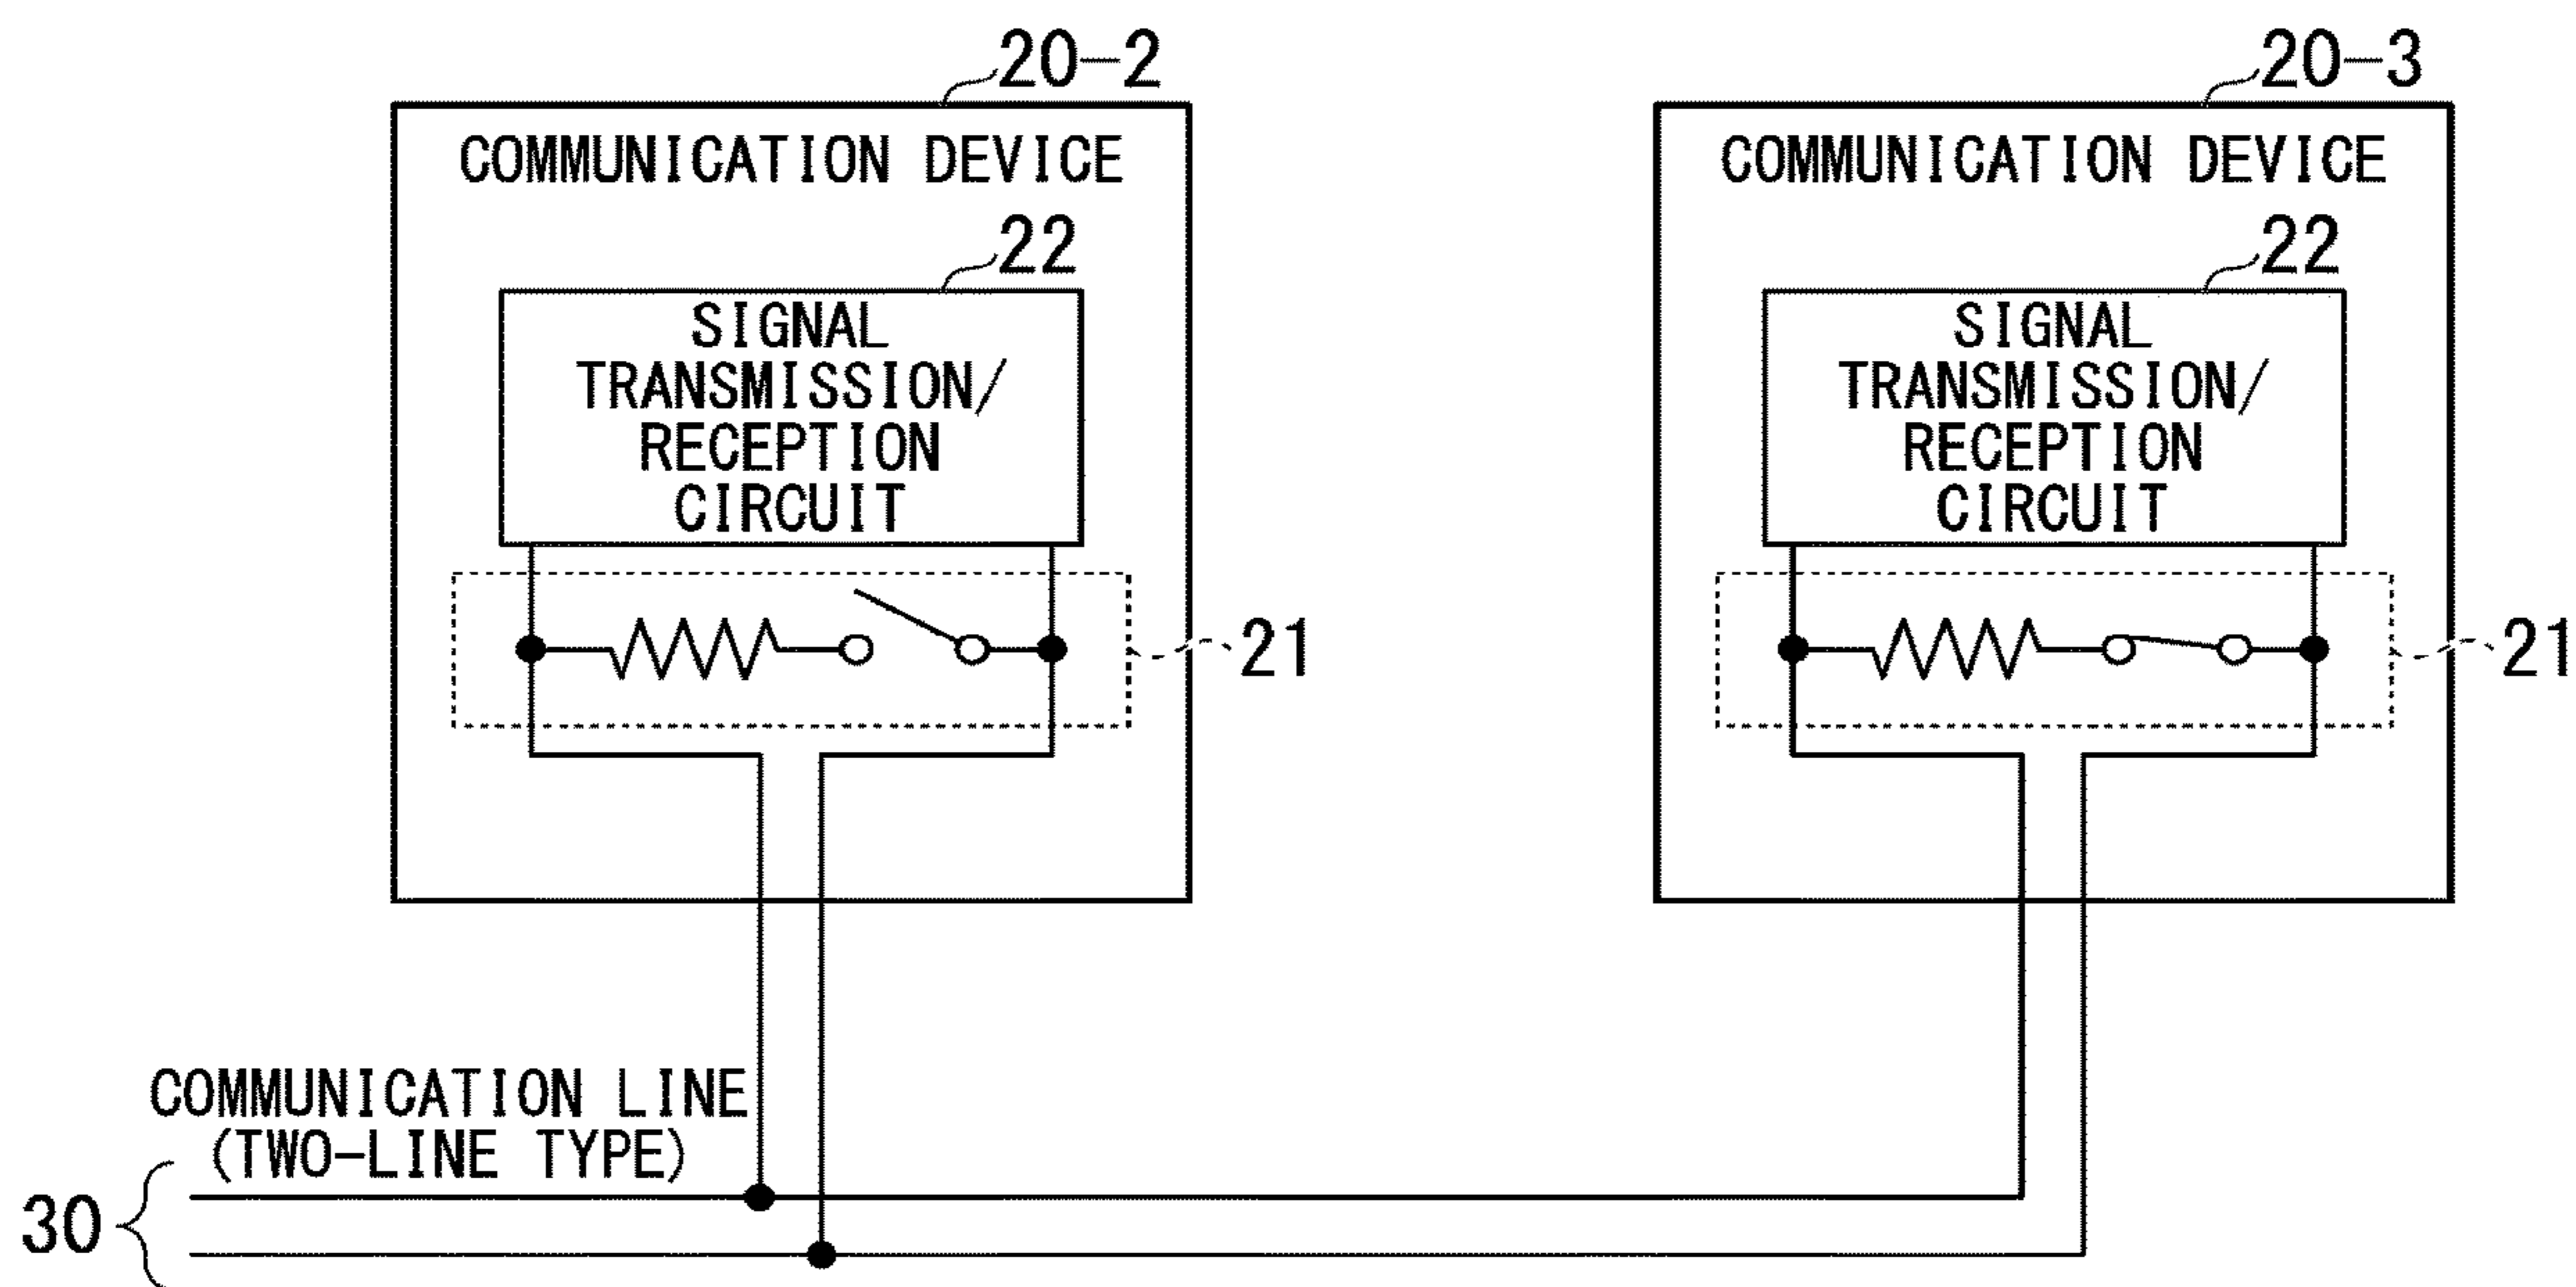 20-2
COMMUNICATION DEVICE
22
SIGNAL
TRANSMISSION/
RECEPTION
CIRCUIT
21
20-3
COMMUNICATION DEVICE
22
SIGNAL
TRANSMISSION/
RECEPTION
CIRCUIT
21
COMMUNICATION LINE
(TWO-LINE TYPE)
30